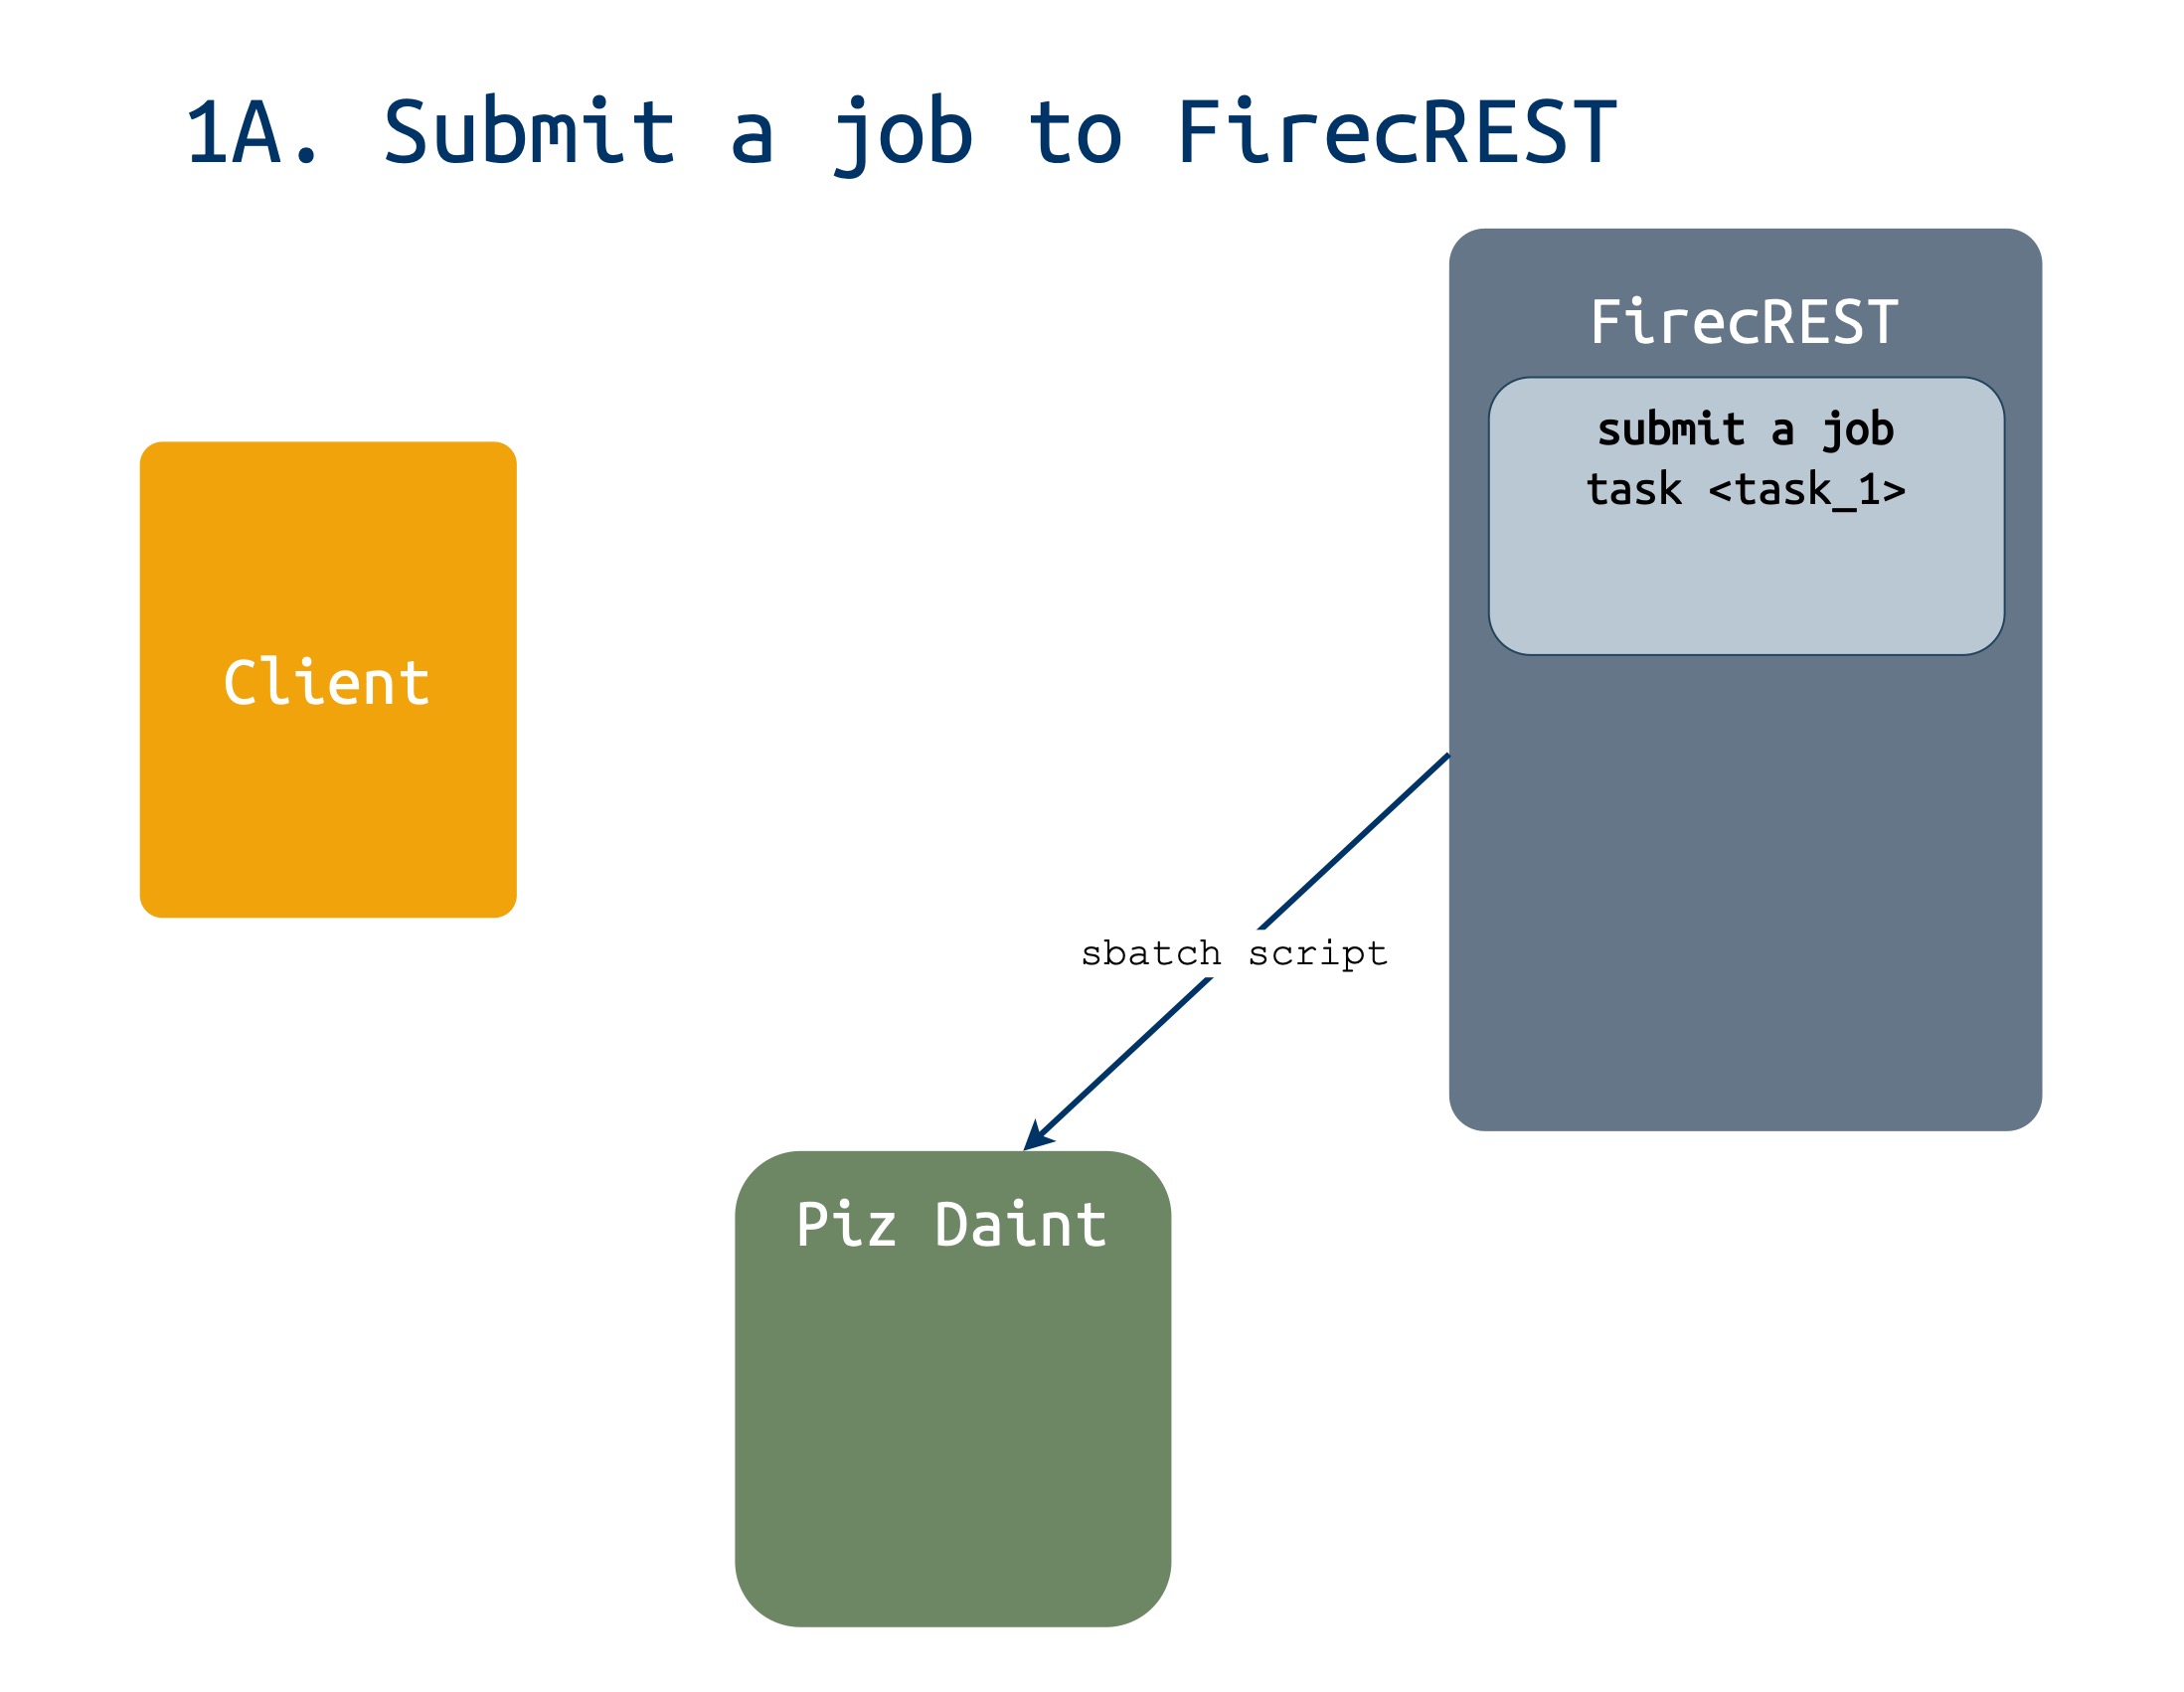 1A. Submit a job to FirecREST
FirecREST
submit a job
task <task_1>
Client
sbatch script
Piz Daint